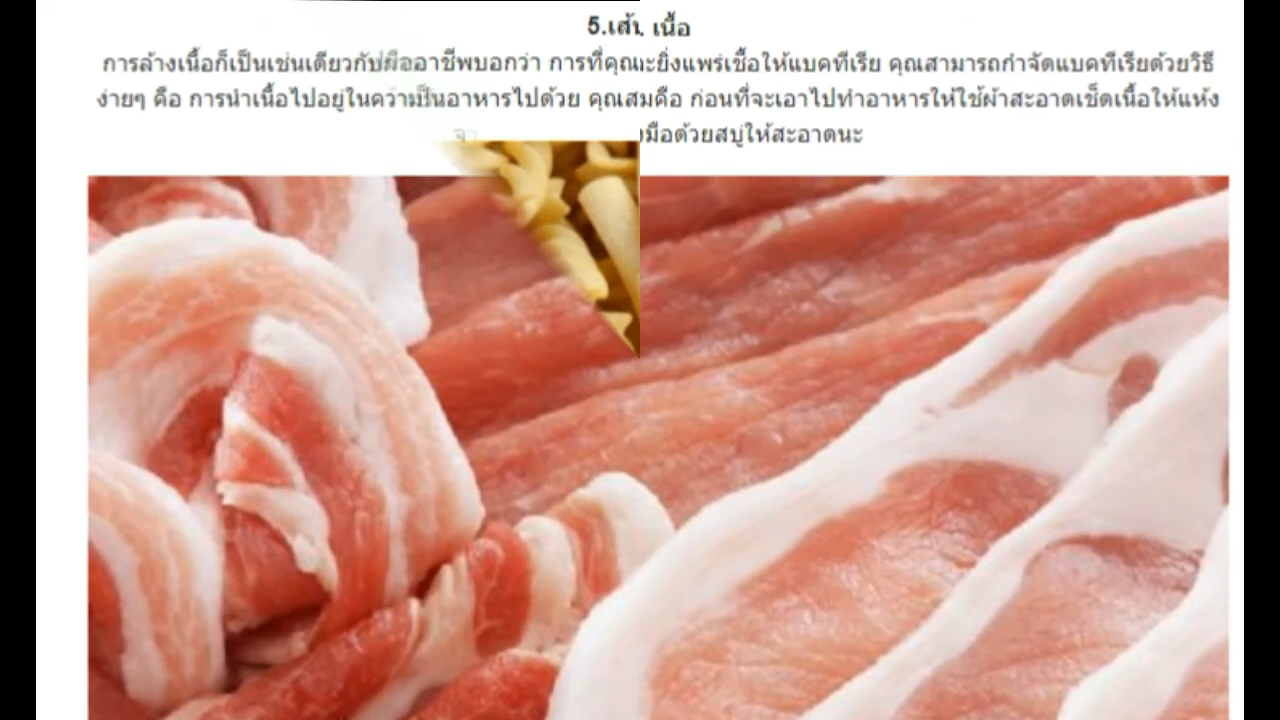 5.เส้น เนื้อ
การล้างเนื้อก็เป็นเช่นเดียวกับ อาชีพบอกว่า การที่คุณ ะยิ่งแพร่เชื้อให้แบคทีเรีย คุณสามารถกำจัดแบคทีเรียด้วยวิธี
ง่ายๆ คือ การนำเนื้อไปอยู่ในความ ในอาหารไปด้วย คุณ คือ ก่อนที่จะเอาไปทำอาหารให้ใช้ผ้าสะอาดเช็ดเนื้อให้แห้ง
มือด้วยสบู่ให้สะอาดนะ